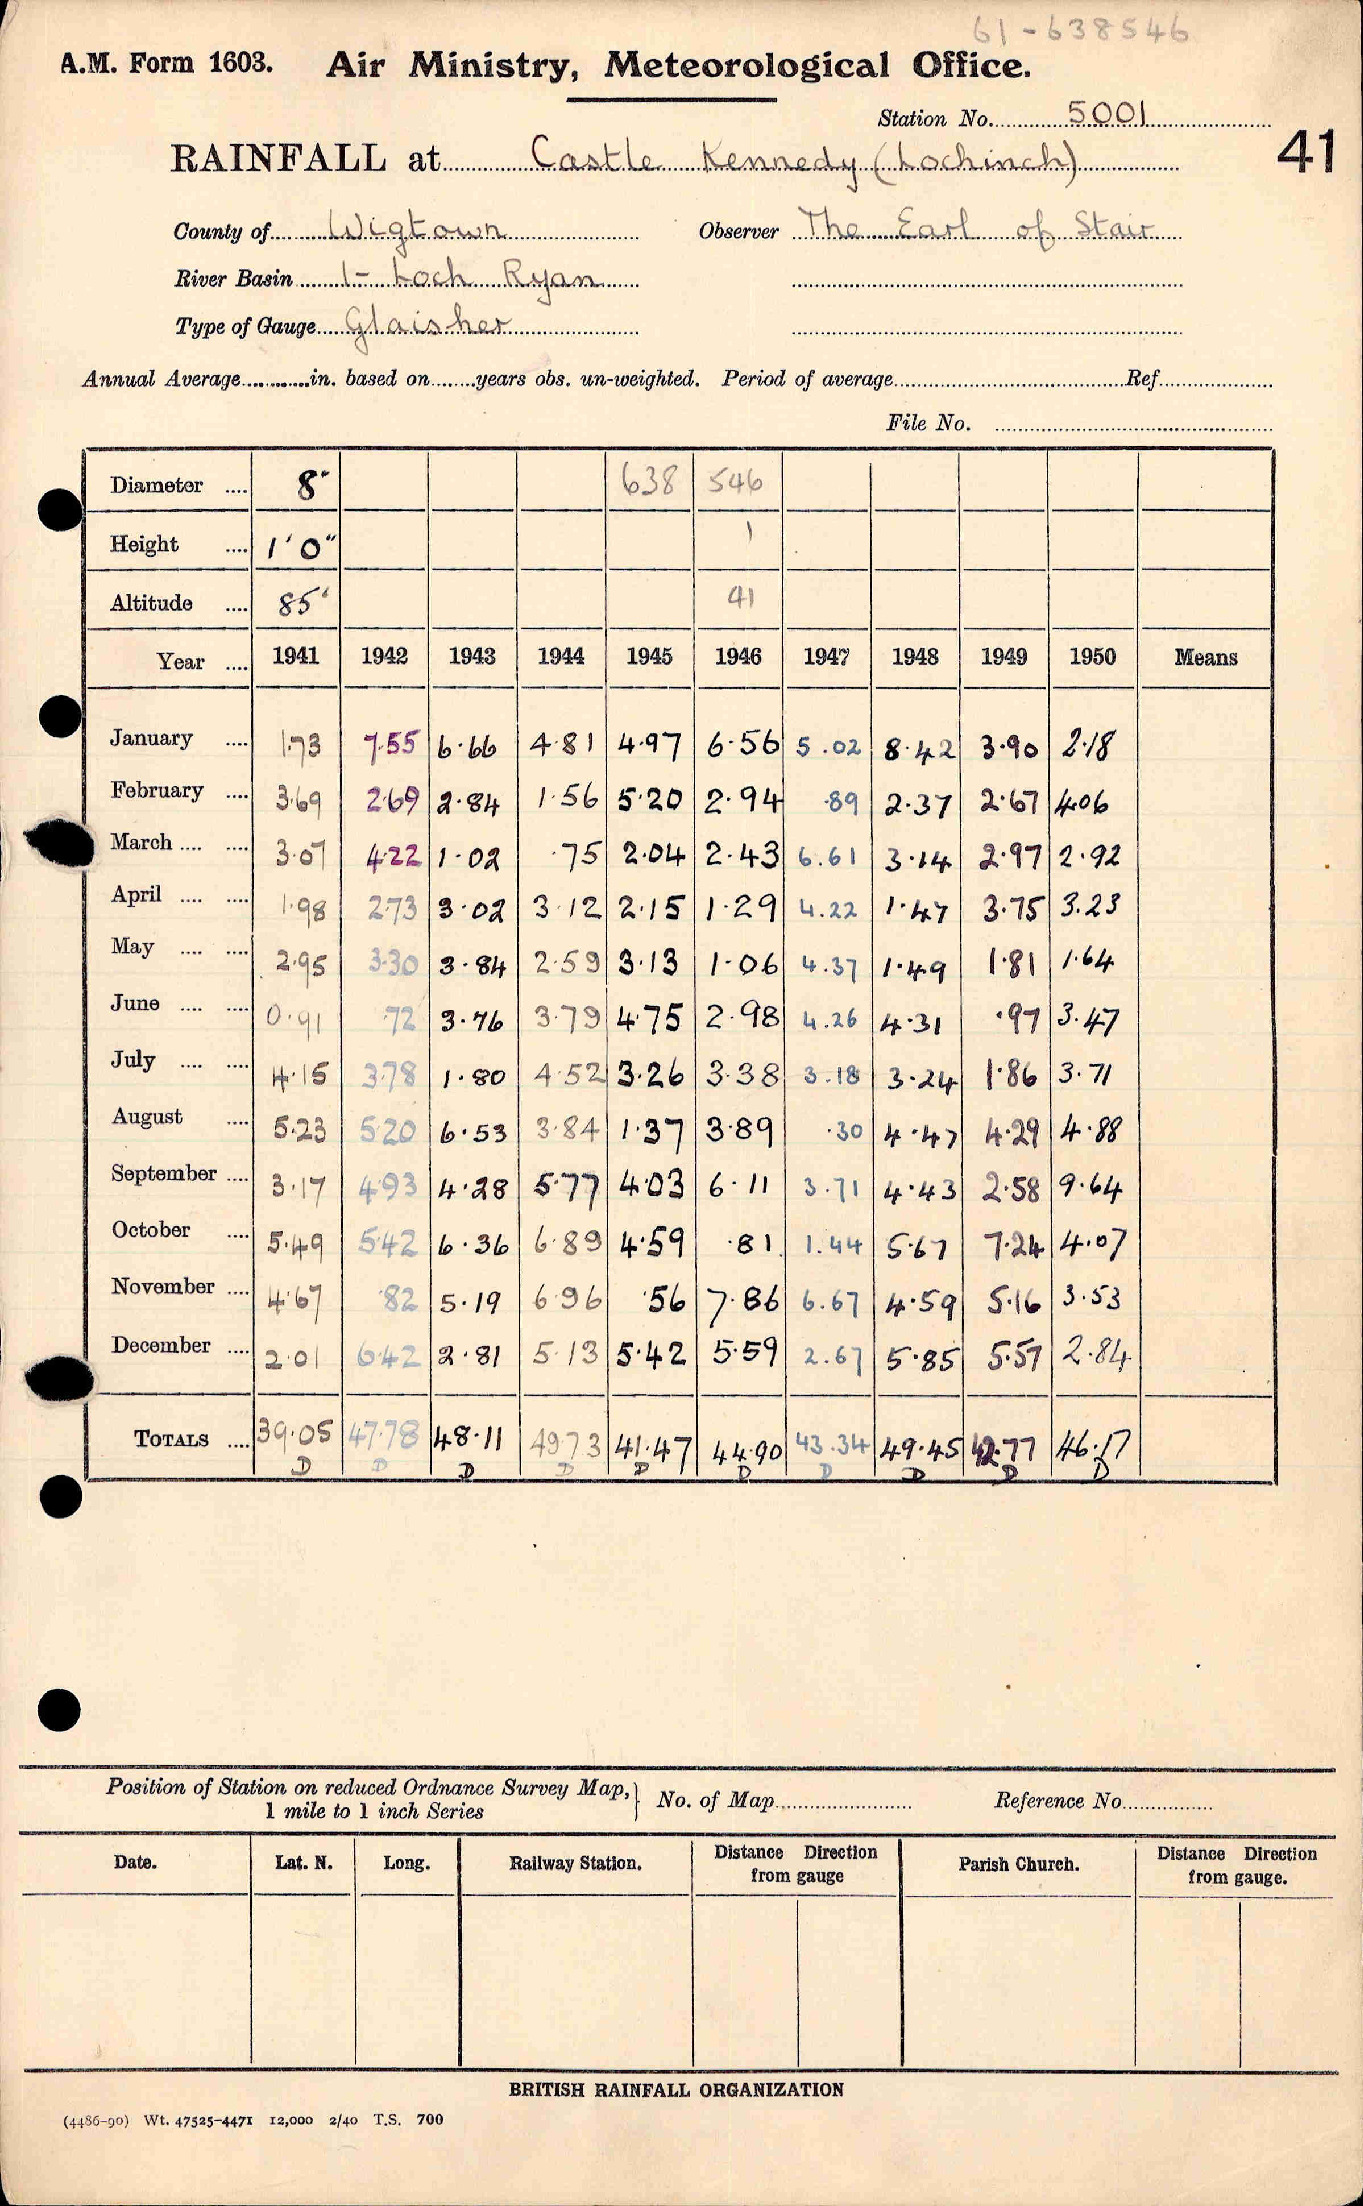 61-638546
A.M. Form 1603. Air Ministry, Meteorological Office.
Station No. 5001
41
RAINFALL at Castle Kennedy (Lochinch)
County of Wigtown Observer The Earl of Stair
River Basin 1- Loch Ryan
Type of Gauge Glaisher
Annual Average in. based on years obs. un-weighted. Period of average Ref.
File No.
Diameter 8" 638 546
Height 1'0" 1
Altitude 85' 41
Year 1941 1942 1943 1944 1945 1946 1947 1948 1949 1950 Means
January 1.73 7.55 6.66 4.81 4.97 6.56 5.02 8.42 3.90 2.18
February 3.69 2.69 2.84 1.56 5.20 2.94 .89 2.37 2.67 4.06
March 3.07 4.22 1.02 .75 2.04 2.43 6.61 3.14 2.97 2.92
April 1.98 2.73 3.02 3.12 2.15 1.29 4.22 1.47 3.75 3.23
May 2.95 3.30 3.84 2.59 3.13 1.06 4.37 1.49 1.81 1.64
June 0.91 .72 3.76 3.79 4.75 2.98 4.26 4.31 .97 3.47
July 4.15 3.78 1.80 4.52 3.26 3.38 3.18 3.24 1.86 3.71
August 5.23 5.20 6.53 3.84 1.37 3.89 .30 4.47 4.29 4.88
September 3.17 4.93 4.28 5.77 4.03 6.11 3.71 4.43 2.58 9.64
October 5.49 5.42 6.36 6.89 4.59 .81 1.44 5.67 7.24 4.07
November 4.67 .82 5.19 6.96 .56 7.86 6.67 4.59 5.16 3.53
December 2.01 6.42 2.81 5.13 5.42 5.59 2.67 5.85 5.57 2.84
TOTALS 39.05 47.78 48.11 49.73 41.47 44.90 43.34 49.45 42.77 46.17
D D D D D D D D D D
Position of Station on reduced Ordnance Survey Map, 1 mile to 1 inch Series } No. of Map Reference No.
Date. Lat. N. Long. Railway Station. Distance Direction from gauge Parish Church. Distance Direction from gauge.
BRITISH RAINFALL ORGANIZATION
(4486-90) Wt. 47525-4471 12,000 2/40 T.S. 700